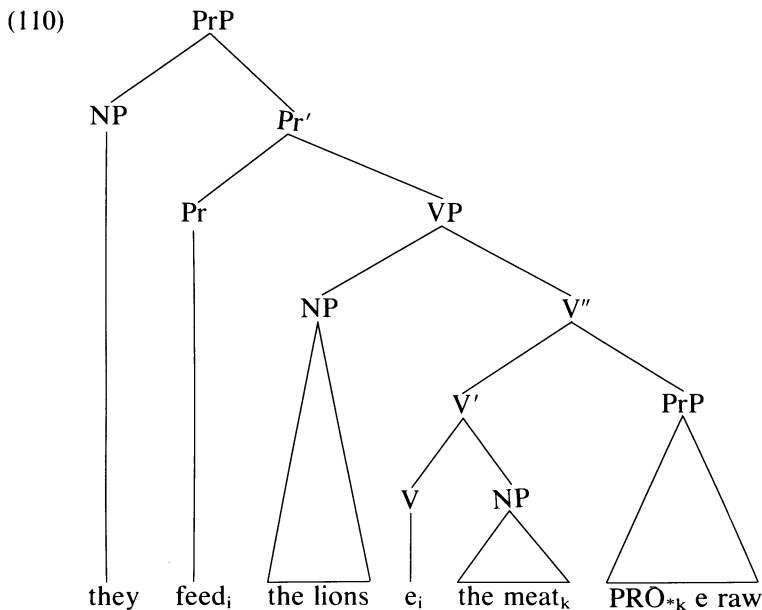 (110)
PrP
NP Pr′
Pr VP
NP V″
V′ PrP
V NP
they feedᵢ the lions eᵢ the meatₖ PRO*ₖ e raw